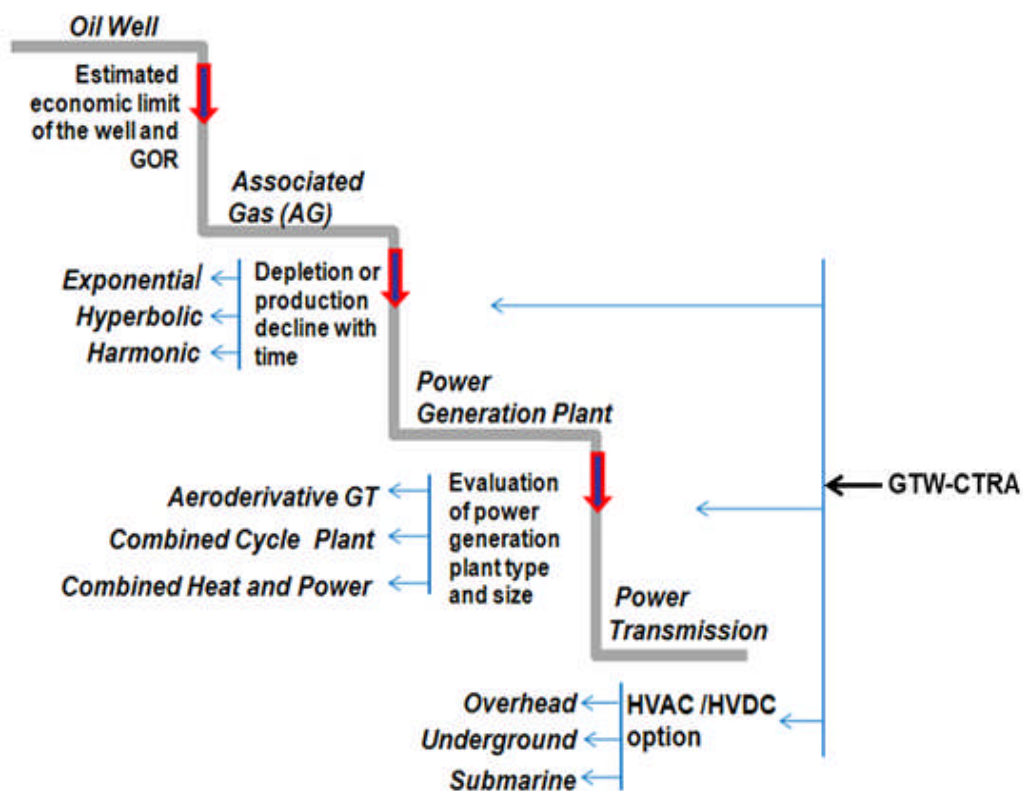 Oil Well
Estimated
economic limit
of the well and
GOR
Associated
Gas (AG)
Exponential
Hyperbolic
Harmonic
Depletion or
production
decline with
time
Power
Generation Plant
Aeroderivative GT
Combined Cycle Plant
Combined Heat and Power
Evaluation
of power
generation
plant type
and size
GTW-CTRA
Power
Transmission
Overhead
Underground
Submarine
HVAC /HVDC
option